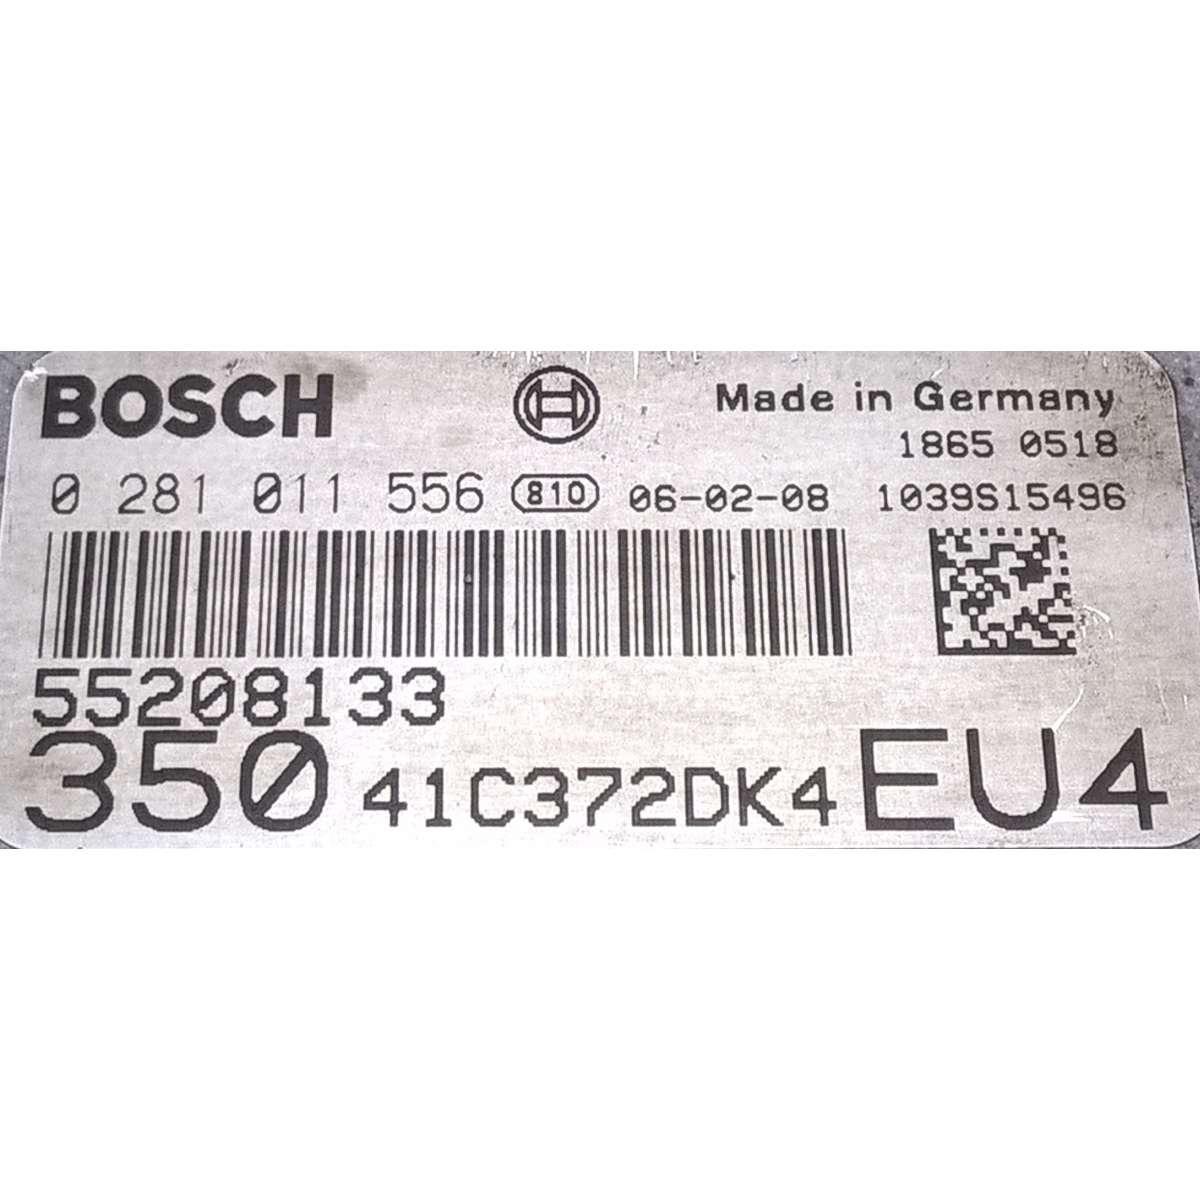 BOSCH
Made in Germany
1865 0518
0 281 011 556 810 06-02-08 1039S15496
55208133
350 41C372DK4 EU4